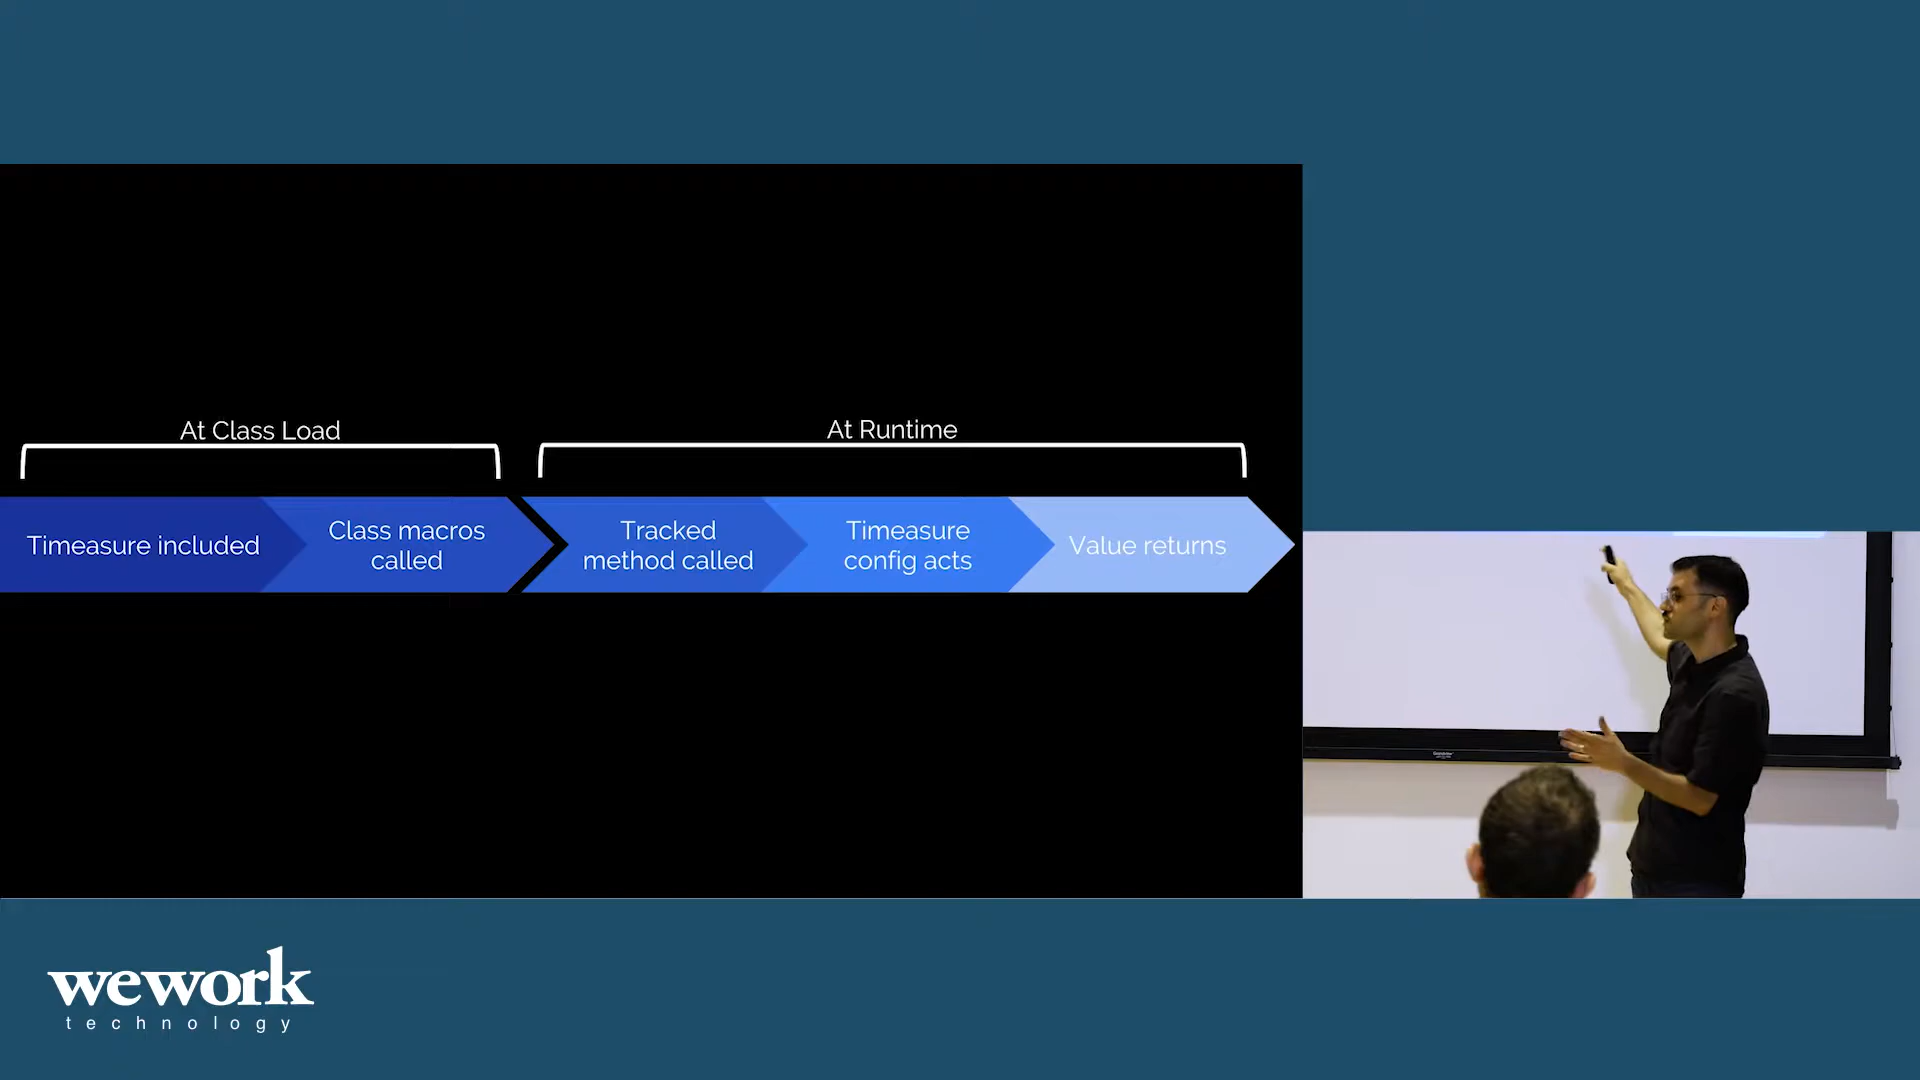 At Class Load
At Runtime
Timeasure included
Class macros
called
Tracked
method called
Timeasure
config acts
Value returns
wework
technology